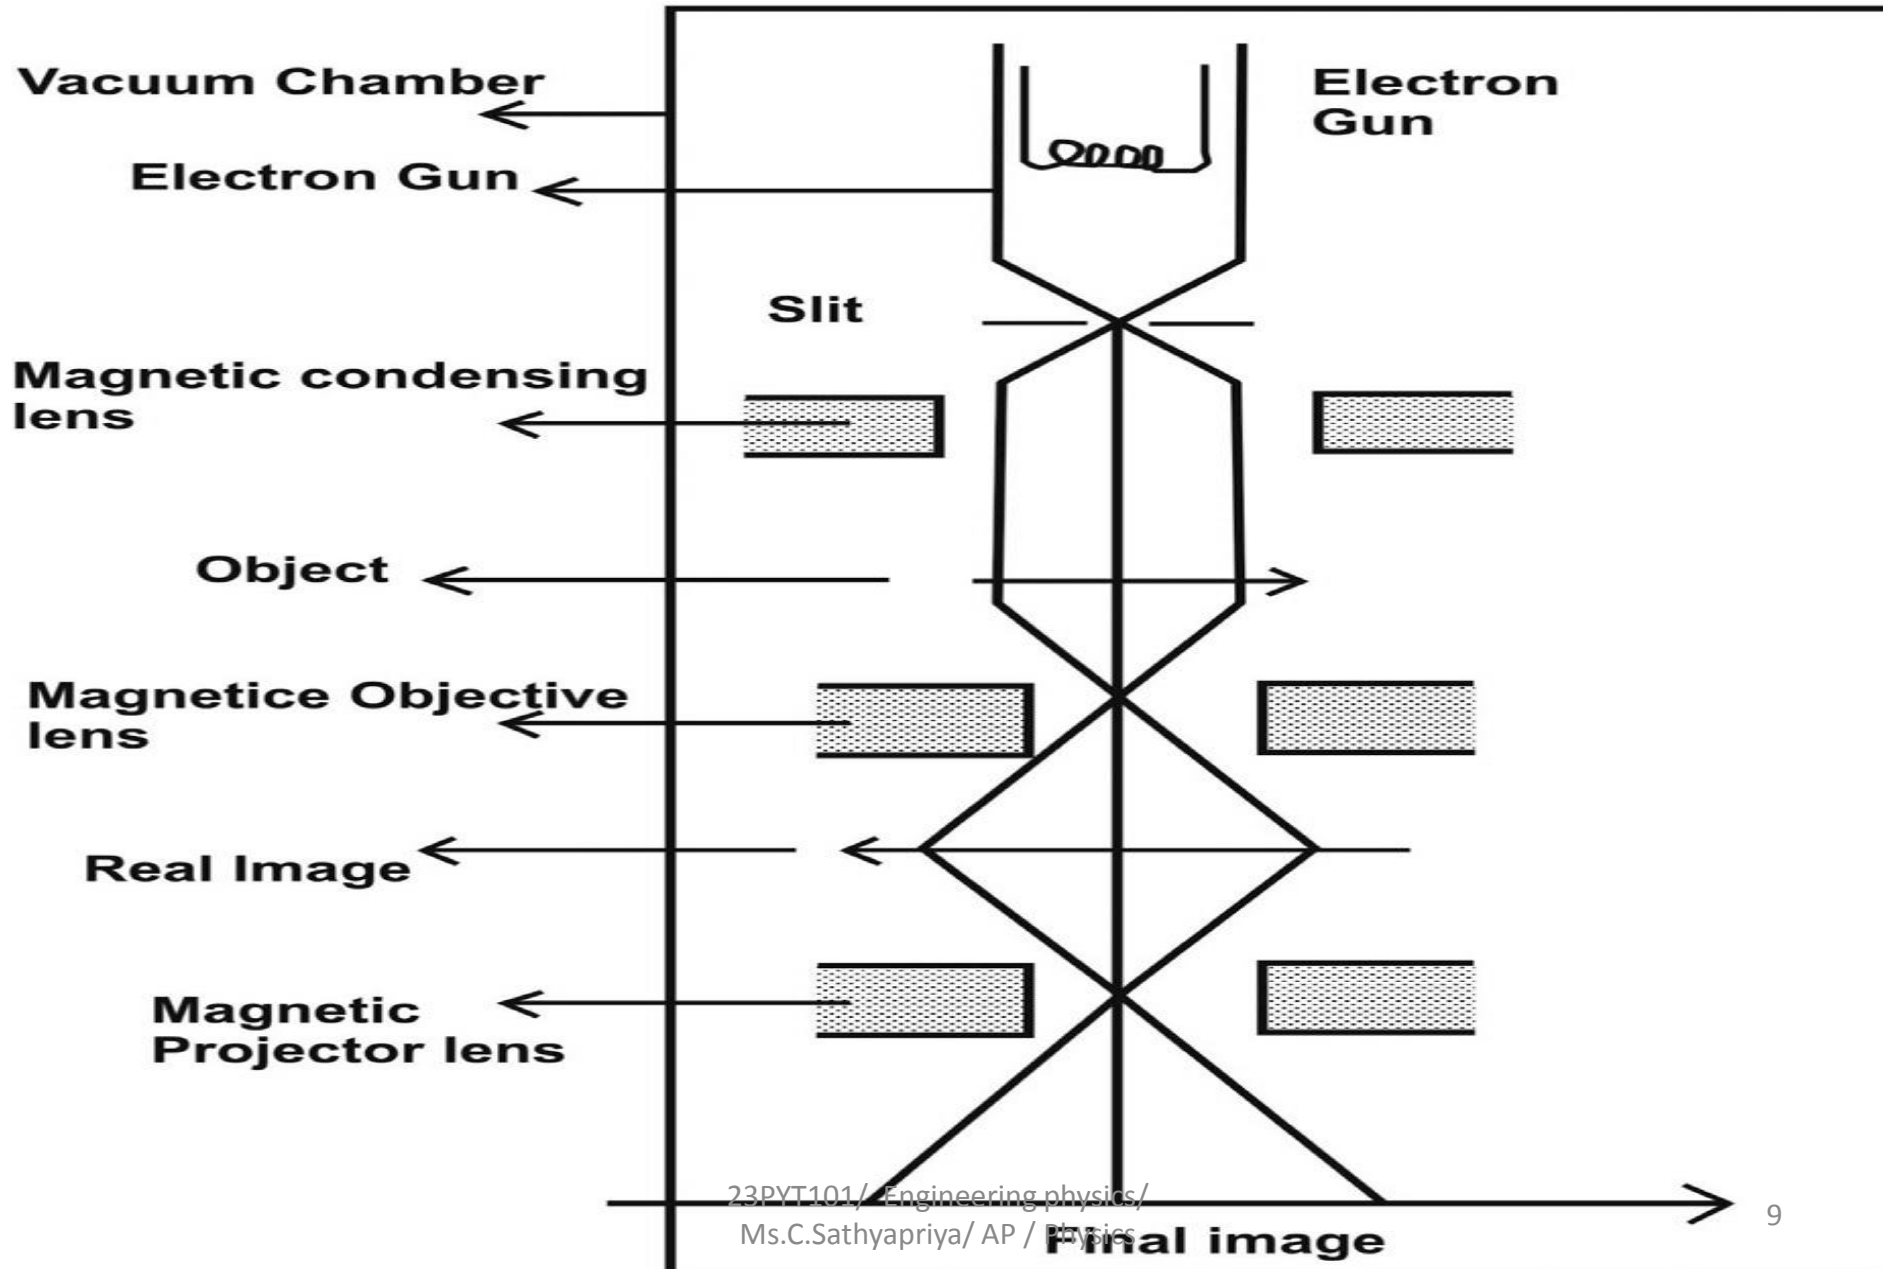 Vacuum Chamber
Electron
Gun
Electron Gun
Slit
Magnetic condensing
lens
Object
Magnetice Objective
lens
Real Image
Magnetic
Projector lens
23PYT101/ Engineering physics/
Ms.C.Sathyapriya/ AP / Physics
9
Final image